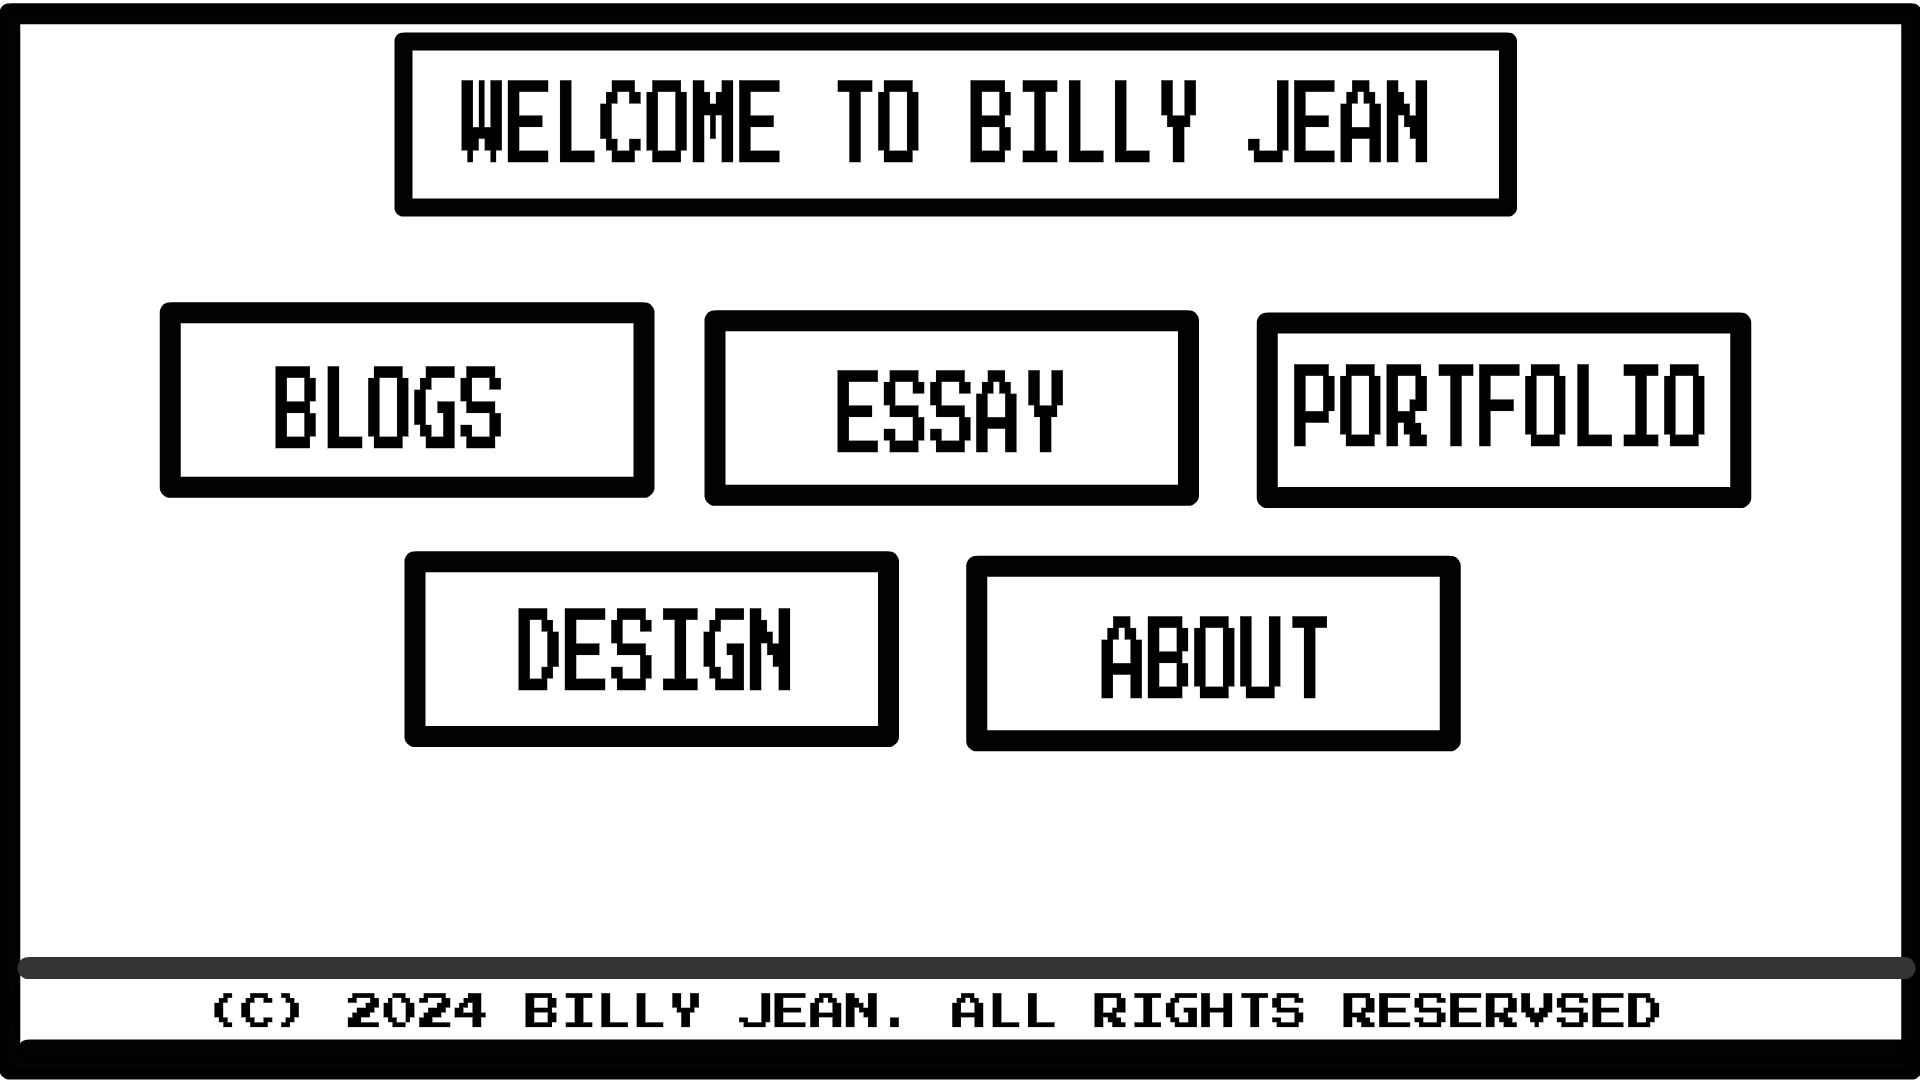 WELCOME TO BILLY JEAN
BLOGS
ESSAY
PORTFOLIO
DESIGN
ABOUT
(C) 2024 BILLY JEAN. ALL RIGHTS RESERVSED